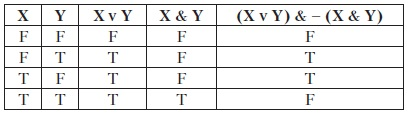 X Y X v Y X & Y (X v Y) & – (X & Y)
F F F F F
F T T F T
T F T F T
T T T T F